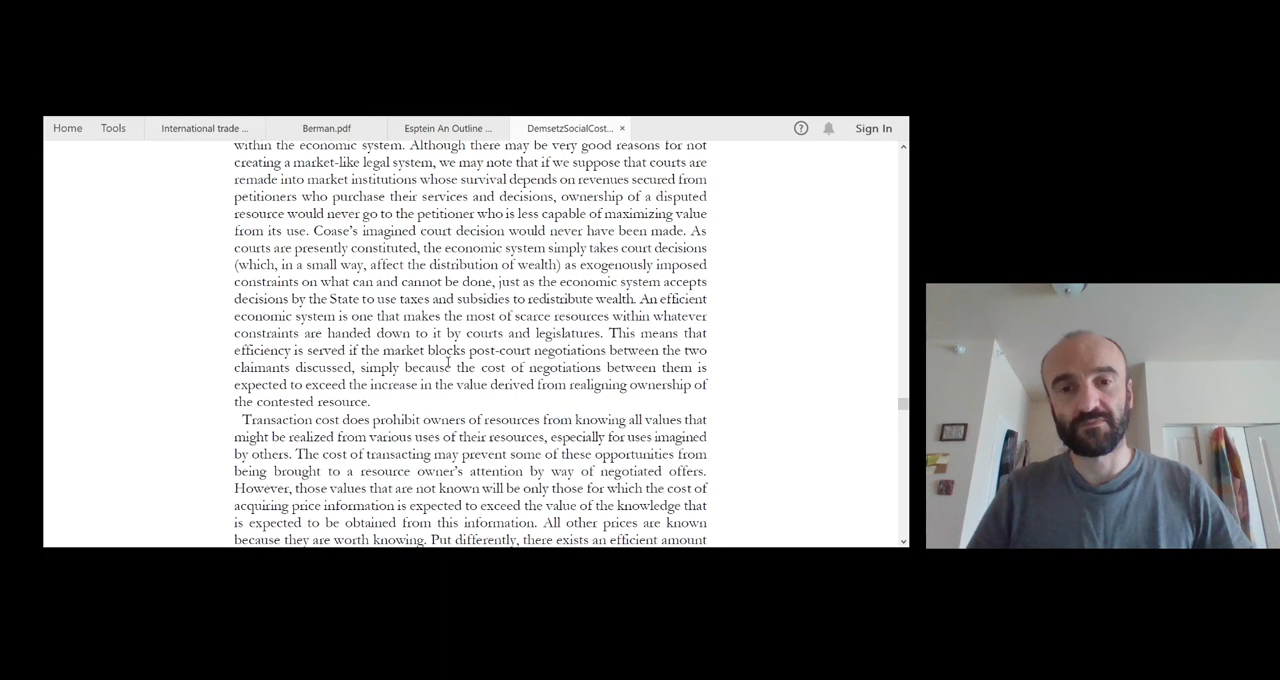 Home Tools International trade ... Berman.pdf Esptein An Outline ... DemsetzSocialCost... × ? Sign In
within the economic system. Although there may be very good reasons for not
creating a market-like legal system, we may note that if we suppose that courts are
remade into market institutions whose survival depends on revenues secured from
petitioners who purchase their services and decisions, ownership of a disputed
resource would never go to the petitioner who is less capable of maximizing value
from its use. Coase's imagined court decision would never have been made. As
courts are presently constituted, the economic system simply takes court decisions
(which, in a small way, affect the distribution of wealth) as exogenously imposed
constraints on what can and cannot be done, just as the economic system accepts
decisions by the State to use taxes and subsidies to redistribute wealth. An efficient
economic system is one that makes the most of scarce resources within whatever
constraints are handed down to it by courts and legislatures. This means that
efficiency is served if the market blocks post-court negotiations between the two
claimants discussed, simply because the cost of negotiations between them is
expected to exceed the increase in the value derived from realigning ownership of
the contested resource.
Transaction cost does prohibit owners of resources from knowing all values that
might be realized from various uses of their resources, especially for uses imagined
by others. The cost of transacting may prevent some of these opportunities from
being brought to a resource owner's attention by way of negotiated offers.
However, those values that are not known will be only those for which the cost of
acquiring price information is expected to exceed the value of the knowledge that
is expected to be obtained from this information. All other prices are known
because they are worth knowing. Put differently, there exists an efficient amount